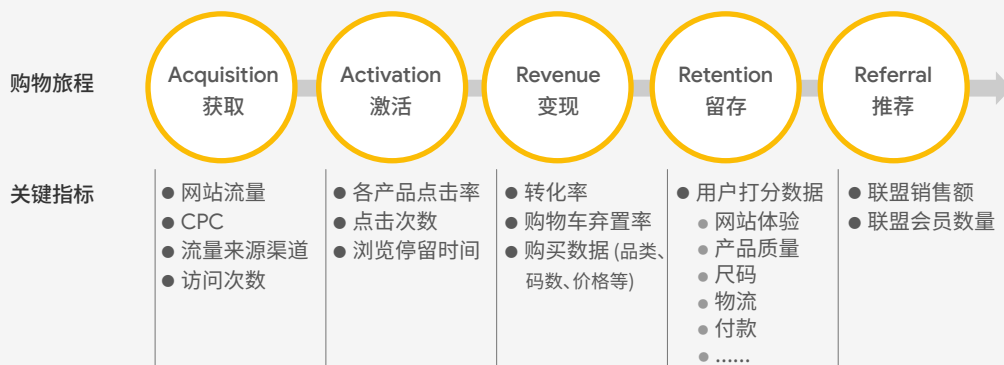 购物旅程
Acquisition
获取
Activation
激活
Revenue
变现
Retention
留存
Referral
推荐
关键指标
● 网站流量
● CPC
● 流量来源渠道
● 访问次数
● 各产品点击率
● 点击次数
● 浏览停留时间
● 转化率
● 购物车弃置率
● 购买数据 (品类、
码数、价格等)
● 用户打分数据
● 网站体验
● 产品质量
● 尺码
● 物流
● 付款
● ......
● 联盟销售额
● 联盟会员数量